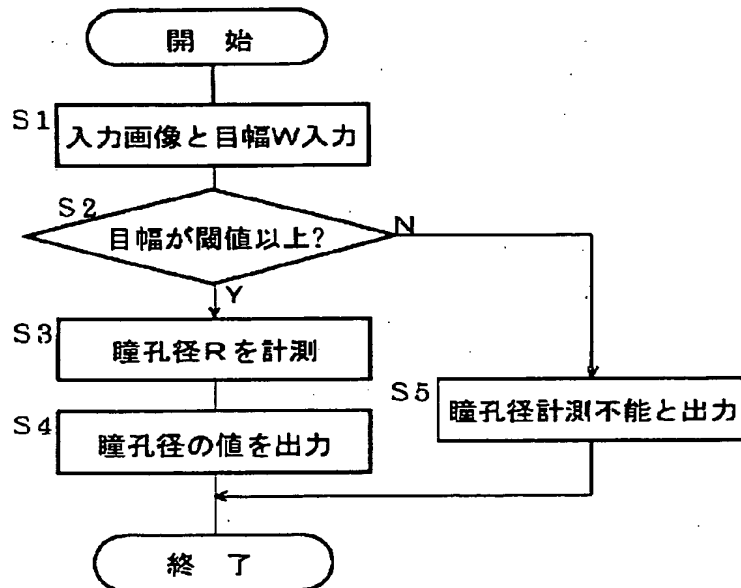 開 始
S1
入力画像と目幅W入力
S2
目幅が閾値以上?
N
Y
S3
瞳孔径Rを計測
S5
瞳孔径計測不能と出力
S4
瞳孔径の値を出力
終 了